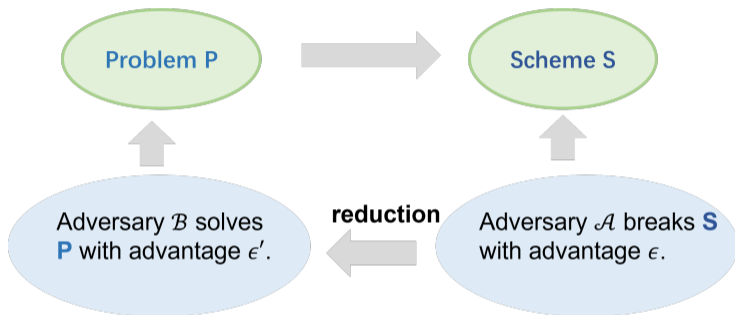 Problem P
Scheme S
reduction
Adversary ℬ solves
P with advantage ϵ′.
Adversary 𝒜 breaks S
with advantage ϵ.